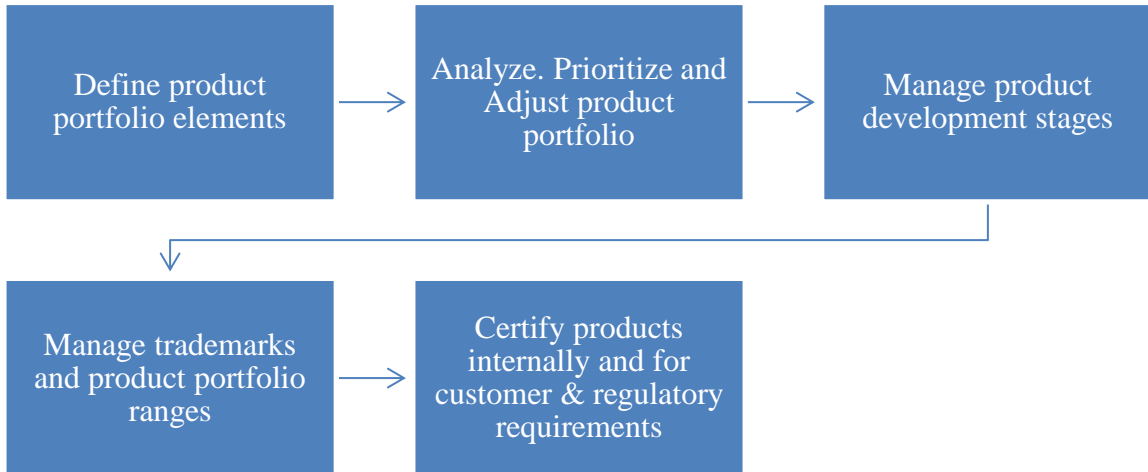 Define product
portfolio elements
Analyze. Prioritize and
Adjust product
portfolio
Manage product
development stages
Manage trademarks
and product portfolio
ranges
Certify products
internally and for
customer & regulatory
requirements